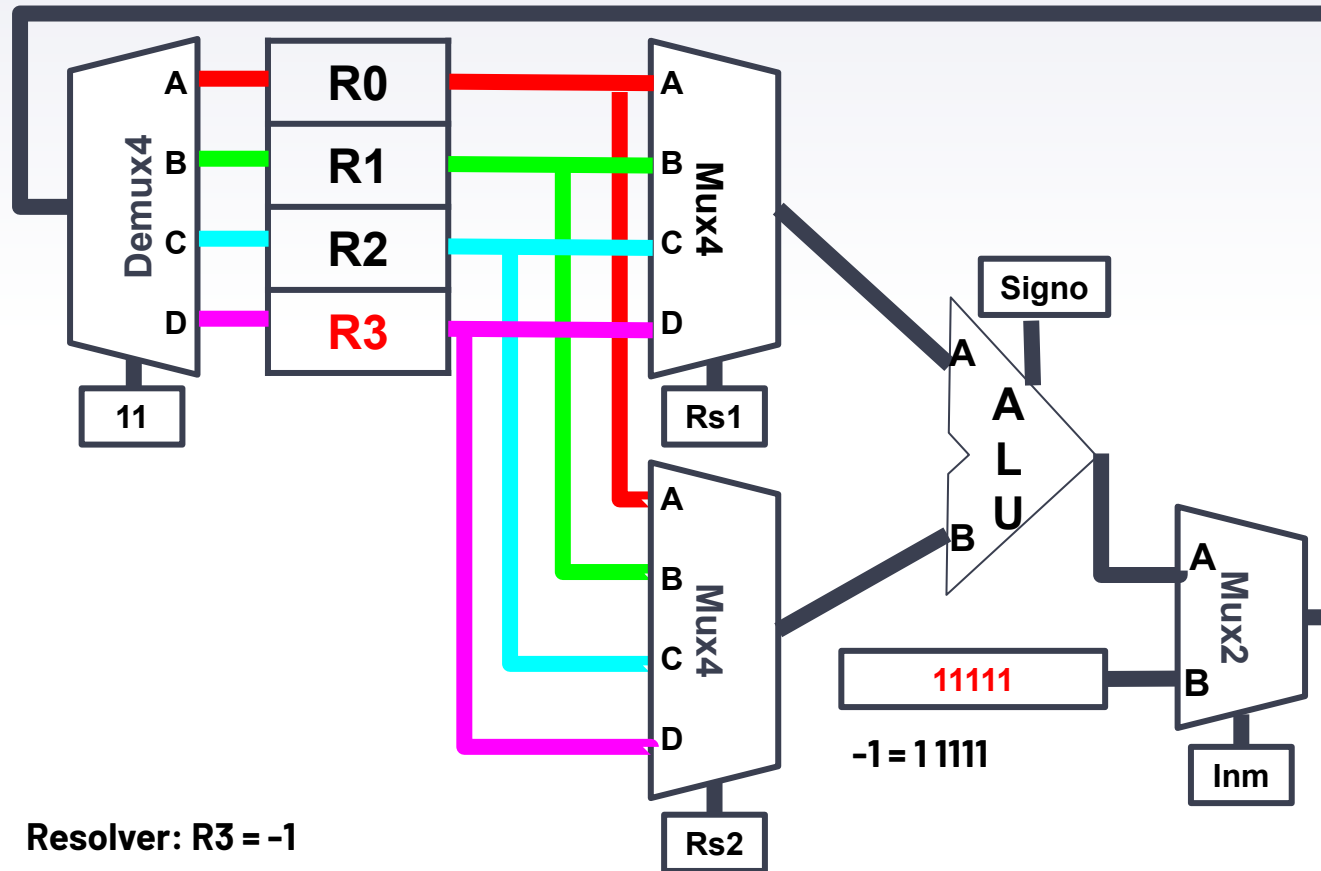 Demux4
A
B
C
D
11
R0
R1
R2
R3
A
B
C
D
Mux4
Rs1
A
B
C
D
Mux4
Rs2
Signo
A
B
A
L
U
11111
-1 = 1 1111
A
B
Mux2
Inm
Resolver: R3 = -1